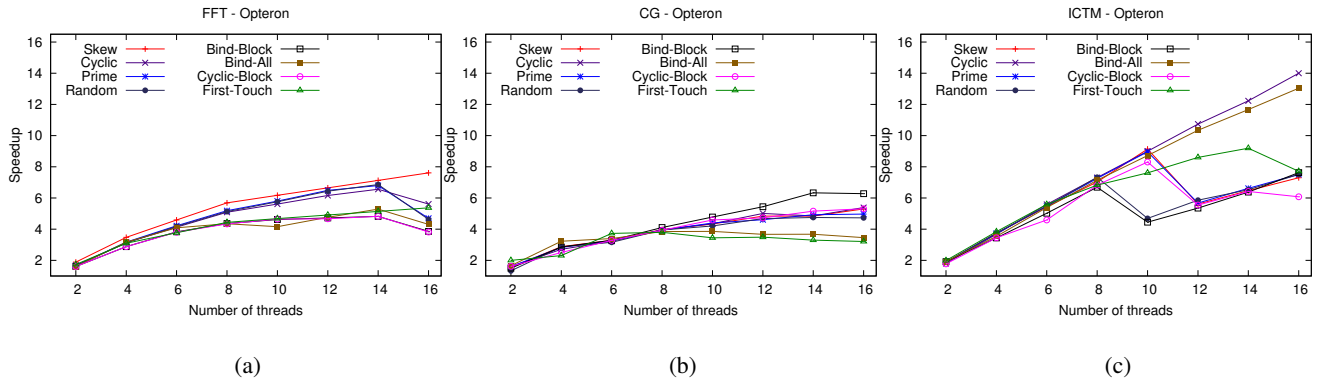 FFT - Opteron
16
14
12
10
8
6
4
2
Speedup
Skew
Cyclic
Prime
Random
Bind-Block
Bind-All
Cyclic-Block
First-Touch
2 4 6 8 10 12 14 16
Number of threads
(a)
CG - Opteron
16
14
12
10
8
6
4
2
Speedup
Skew
Cyclic
Prime
Random
Bind-Block
Bind-All
Cyclic-Block
First-Touch
2 4 6 8 10 12 14 16
Number of threads
(b)
ICTM - Opteron
16
14
12
10
8
6
4
2
Speedup
Skew
Cyclic
Prime
Random
Bind-Block
Bind-All
Cyclic-Block
First-Touch
2 4 6 8 10 12 14 16
Number of threads
(c)